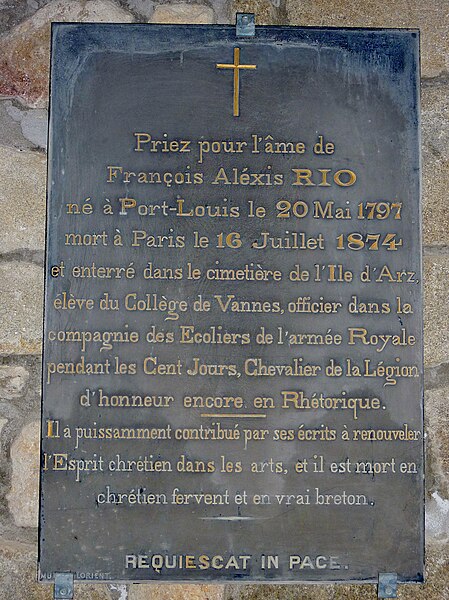 Priez pour l'âme de
François Aléxis RIO
né à Port-Louis le 20 Mai 1797
mort à Paris le 16 Juillet 1874
et enterré dans le cimetière de l'Ile d'Arz,
élève du Collège de Vannes, officier dans la
compagnie des Ecoliers de l'armée Royale
pendant les Cent Jours, Chevalier de la Légion
d'honneur encore en Rhétorique.
Il a puissamment contribué par ses écrits à renouveler
l'Esprit chrétien dans les arts, et il est mort en
chrétien fervent et en vrai breton.
REQUIESCAT IN PACE.
LORIENT.